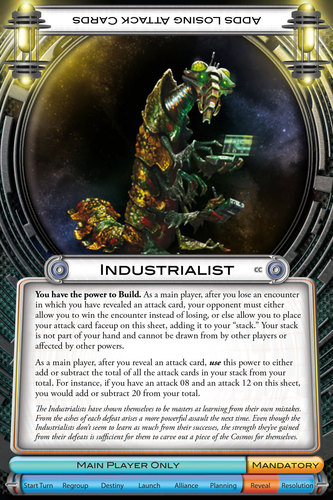 ADDS LOSING ATTACK CARDS
INDUSTRIALIST
CC
You have the power to Build. As a main player, after you lose an encounter
in which you have revealed an attack card, your opponent must either
allow you to win the encounter instead of losing, or else allow you to place
your attack card faceup on this sheet, adding it to your “stack.” Your stack
is not part of your hand and cannot be drawn from by other players or
affected by other powers.
As a main player, after you reveal an attack card, use this power to either
add or subtract the total of all the attack cards in your stack from your
total. For instance, if you have an attack 08 and an attack 12 on this sheet,
you would add or subtract 20 from your total.
The Industrialists have shown themselves to be masters at learning from their own mistakes.
From the ashes of each defeat arises a more powerful assault the next time. Even though the
Industrialists don't seem to learn as much from their successes, the strength they've gained
from their defeats is sufficient for them to carve out a piece of the Cosmos for themselves.
MAIN PLAYER ONLY
MANDATORY
Start Turn Regroup Destiny Launch Alliance Planning Reveal Resolution